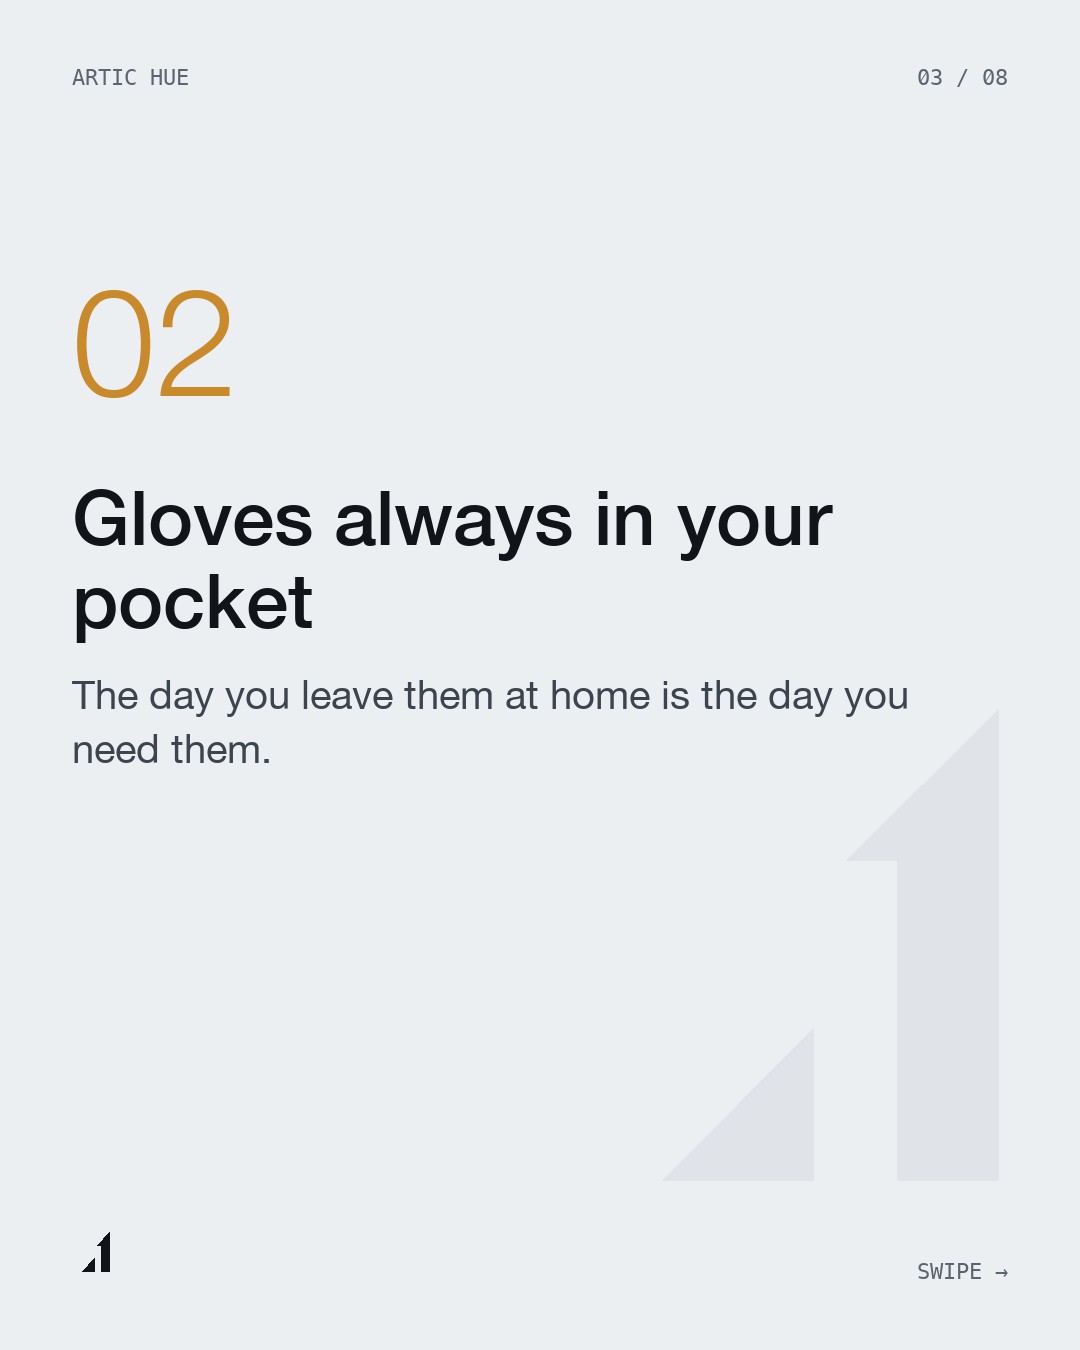 ARTIC HUE
03 / 08
02
Gloves always in your
pocket
The day you leave them at home is the day you
need them.
SWIPE →